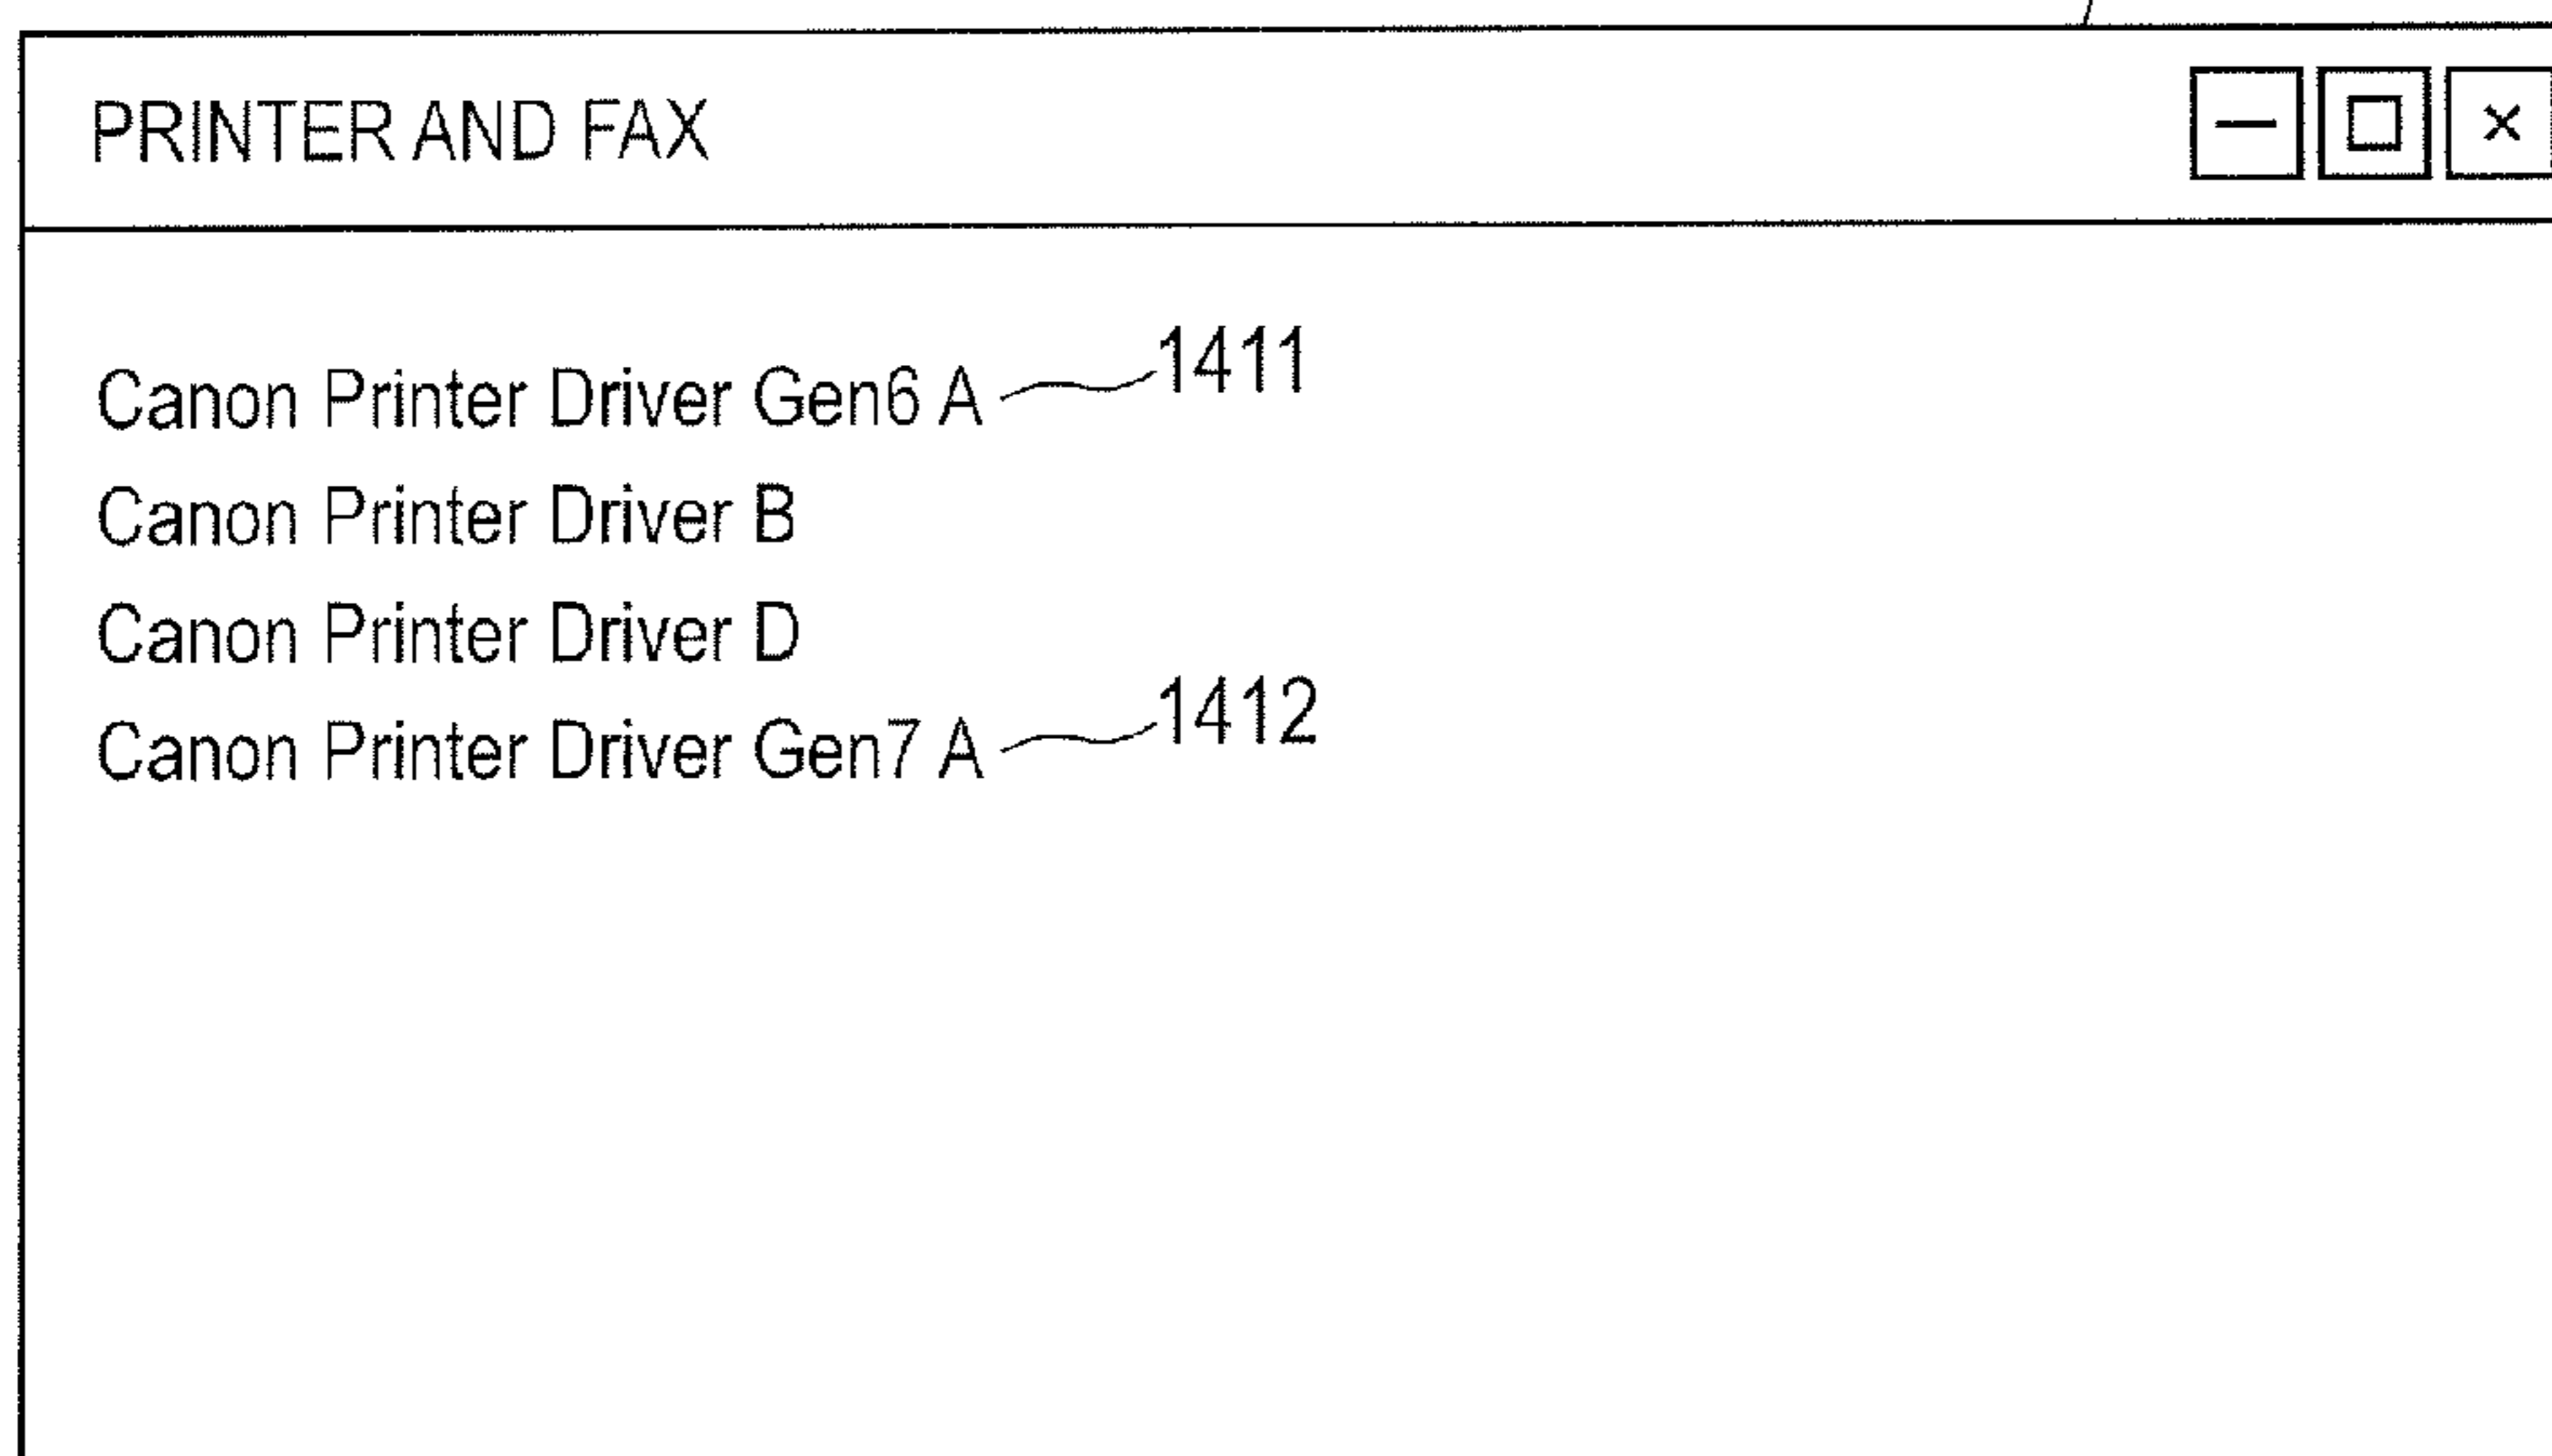 PRINTER AND FAX
Canon Printer Driver Gen6 A 1411
Canon Printer Driver B
Canon Printer Driver D
Canon Printer Driver Gen7 A 1412